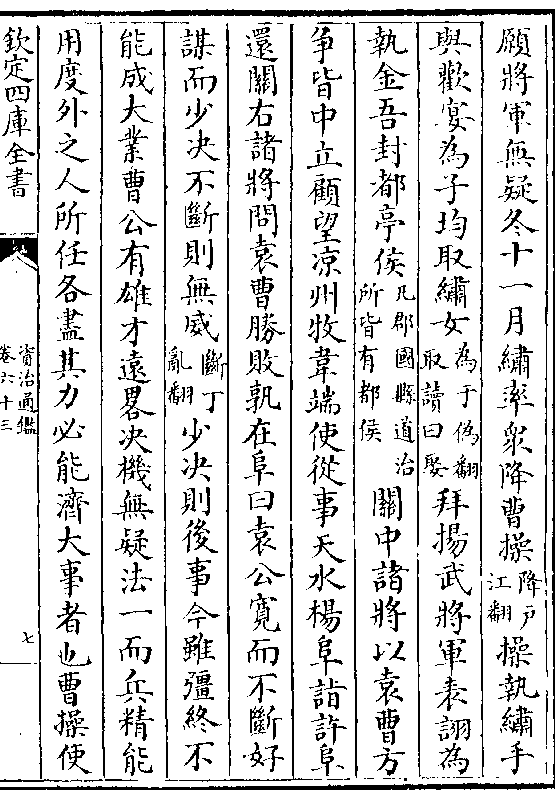 願將軍無疑冬十一月繡率衆降曹操降戸江翻操執繡手
與歡宴為子均取繡女為于偽翻取讀曰娶拜揚武將軍表詡為
執金吾封都亭侯凡郡國縣道治所皆有都侯關中諸將以袁曹方
爭皆中立顧望凉州牧韋端使從事天水楊阜詣許阜
還關右諸將問袁曹勝敗孰在阜曰袁公寛而不斷好
謀而少决不斷則無威斷丁亂翻少决則後事今雖彊終不
能成大業曹公有雄才逺畧决機無疑法一而兵精能
用度外之人所任各盡其力必能濟大事者也曹操使
欽定四庫全書
資治通鑑
卷六十三
七